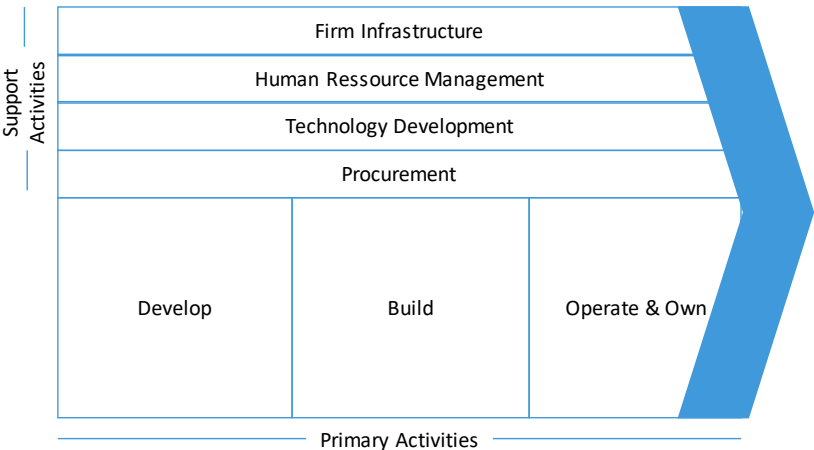 Firm Infrastructure
Human Ressource Management
Technology Development
Procurement
Support
Activities
Develop
Build
Operate & Own
Primary Activities